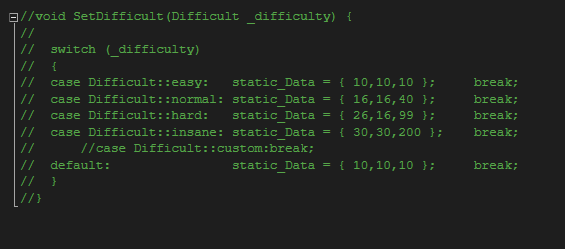 //void SetDifficult(Difficult _difficulty) {
//
//  switch (_difficulty)
//  {
//  case Difficult::easy:   static_Data = { 10,10,10 };     break;
//  case Difficult::normal: static_Data = { 16,16,40 };     break;
//  case Difficult::hard:   static_Data = { 26,16,99 };     break;
//  case Difficult::insane: static_Data = { 30,30,200 };    break;
//      //case Difficult::custom:break;
//  default:                static_Data = { 10,10,10 };     break;
//  }
//}